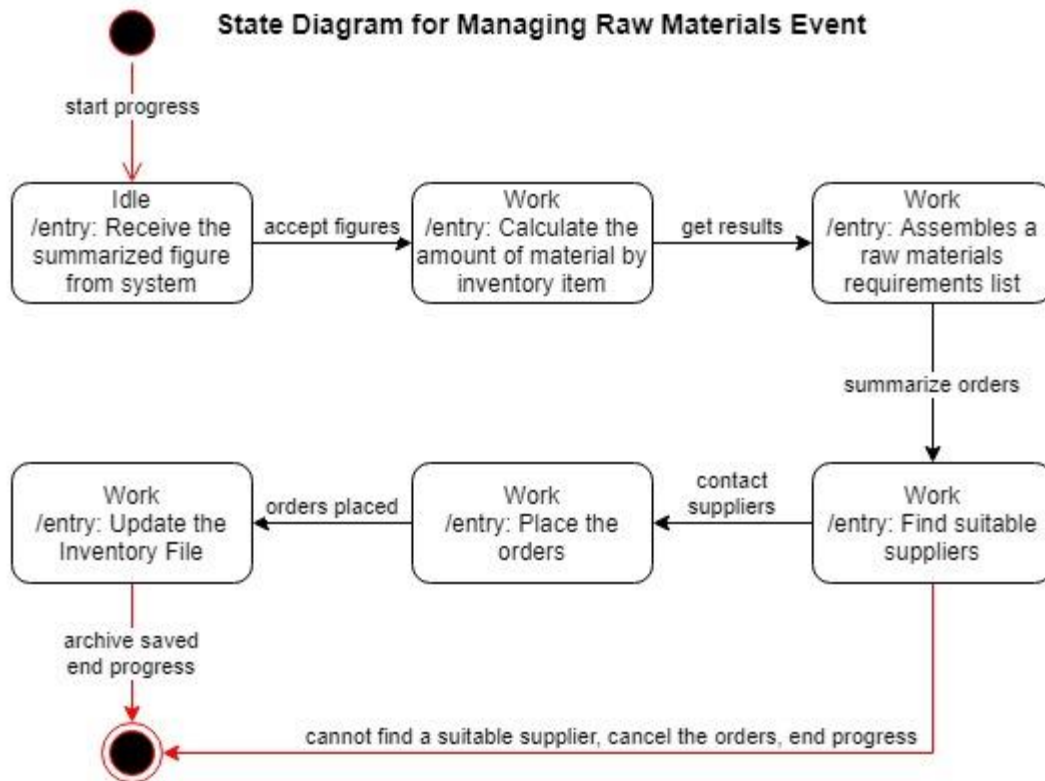 State Diagram for Managing Raw Materials Event
start progress
Idle
/entry: Receive the
summarized figure
from system
accept figures
Work
/entry: Calculate the
amount of material by
inventory item
get results
Work
/entry: Assembles a
raw materials
requirements list
summarize orders
Work
/entry: Find suitable
suppliers
contact
suppliers
Work
/entry: Place the
orders
orders placed
Work
/entry: Update the
Inventory File
archive saved
end progress
cannot find a suitable supplier, cancel the orders, end progress